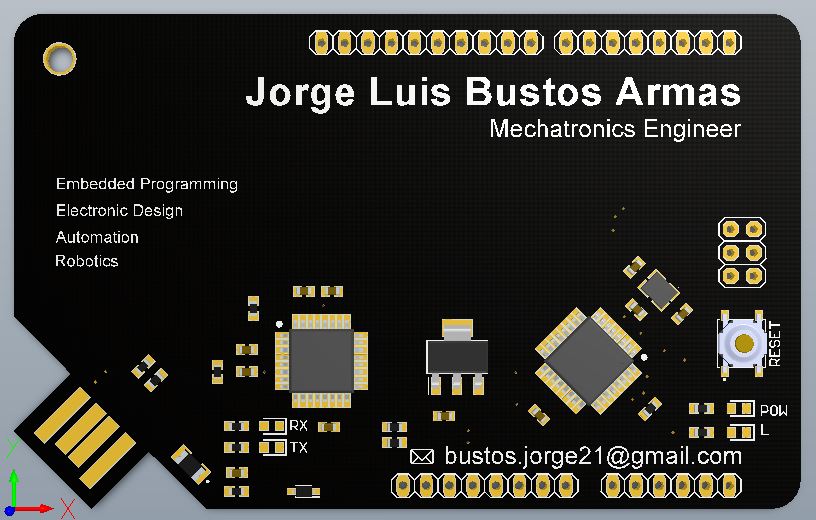 Jorge Luis Bustos Armas
Mechatronics Engineer
Embedded Programming
Electronic Design
Automation
Robotics
RESET
RX
TX
POW
L
bustos.jorge21@gmail.com
Y
X